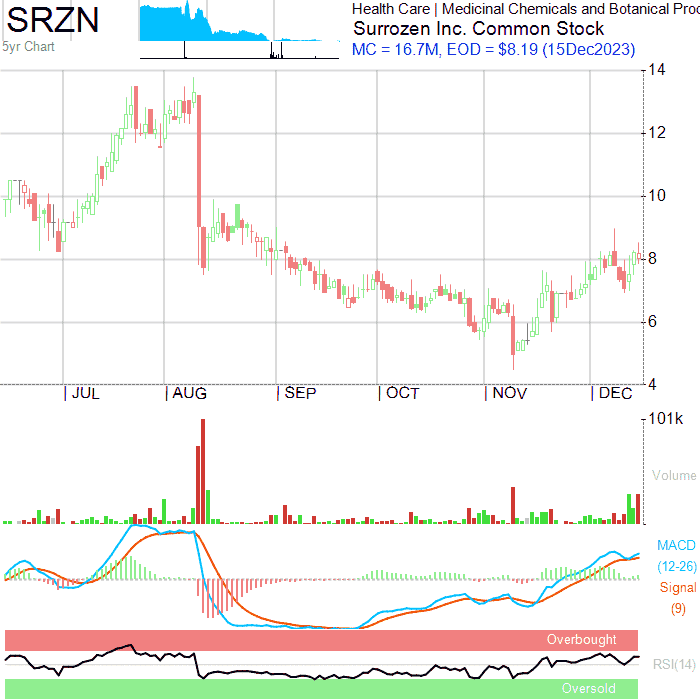 SRZN
5yr Chart
Health Care | Medicinal Chemicals and Botanical Proc
Surrozen Inc. Common Stock
MC = 16.7M, EOD = $8.19 (15Dec2023)
14
12
10
8
6
4
| JUL | AUG | SEP | OCT | NOV | DEC
101k
Volume
MACD
(12-26)
Signal
(9)
Overbought
RSI(14)
Oversold